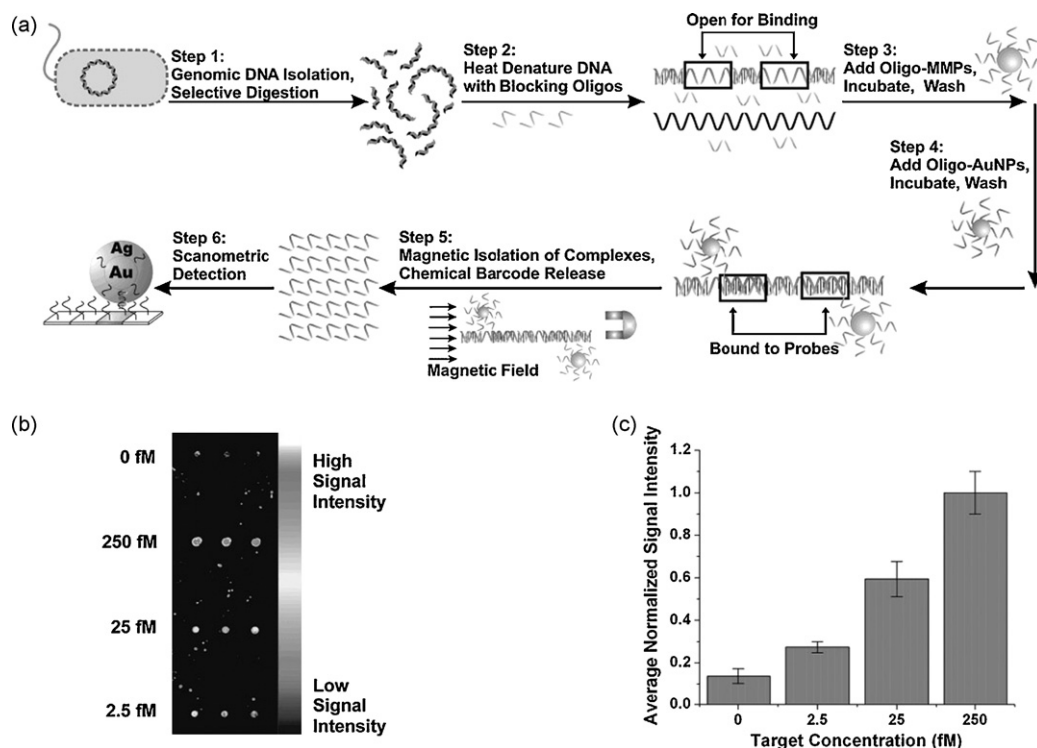 (a)
Step 1:
Genomic DNA Isolation,
Selective Digestion
Step 2:
Heat Denature DNA
with Blocking Oligos
Open for Binding
Step 3:
Add Oligo-MMPs,
Incubate, Wash
Step 4:
Add Oligo-AuNPs,
Incubate, Wash
Bound to Probes
Step 5:
Magnetic Isolation of Complexes,
Chemical Barcode Release
Magnetic Field
Step 6:
Scanometric
Detection
Ag
Au
(b)
0 fM
250 fM
25 fM
2.5 fM
High
Signal
Intensity
Low
Signal
Intensity
(c)
Average Normalized Signal Intensity
1.2
1.0
0.8
0.6
0.4
0.2
0.0
0 2.5 25 250
Target Concentration (fM)